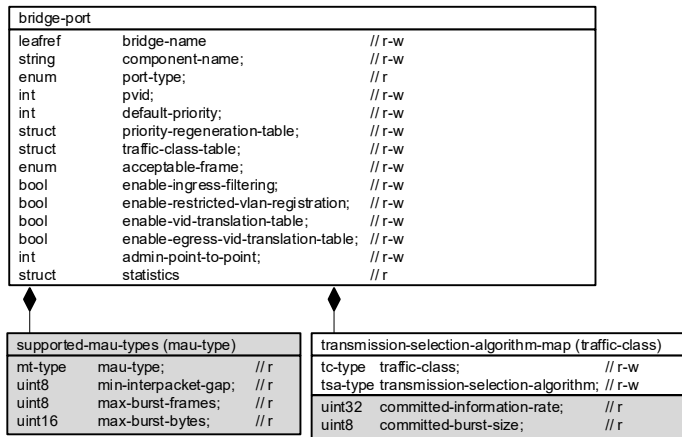 bridge-port
leafref bridge-name // r-w
string component-name; // r-w
enum port-type; // r
int pvid; // r-w
int default-priority; // r-w
struct priority-regeneration-table; // r-w
struct traffic-class-table; // r-w
enum acceptable-frame; // r-w
bool enable-ingress-filtering; // r-w
bool enable-restricted-vlan-registration; // r-w
bool enable-vid-translation-table; // r-w
bool enable-egress-vid-translation-table; // r-w
int admin-point-to-point; // r-w
struct statistics // r
supported-mau-types (mau-type)
mt-type mau-type; // r
uint8 min-interpacket-gap; // r
uint8 max-burst-frames; // r
uint16 max-burst-bytes; // r
transmission-selection-algorithm-map (traffic-class)
tc-type traffic-class; // r-w
tsa-type transmission-selection-algorithm; // r-w
uint32 committed-information-rate; // r
uint8 committed-burst-size; // r